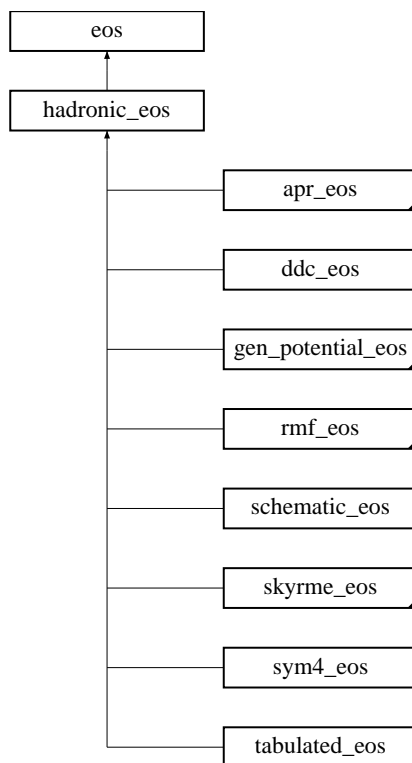 eos
hadronic_eos
apr_eos
ddc_eos
gen_potential_eos
rmf_eos
schematic_eos
skyrme_eos
sym4_eos
tabulated_eos